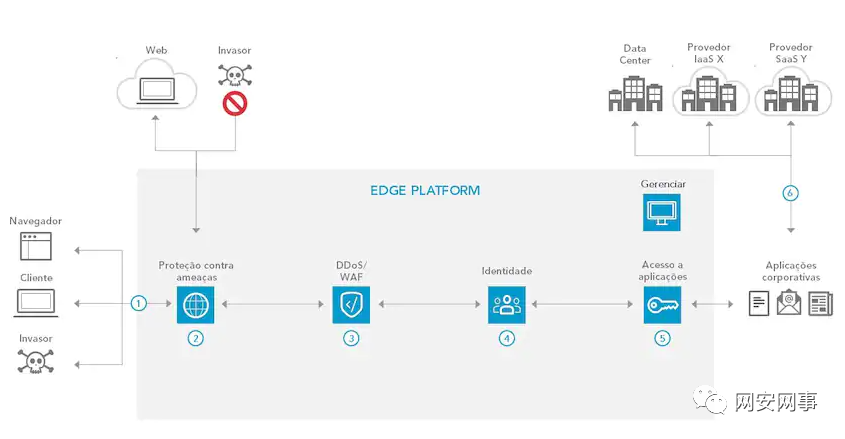 Web
Invasor
Data
Center
Provedor
IaaS X
Provedor
SaaS Y
EDGE PLATFORM
Gerenciar
6
Navegador
Cliente
Invasor
1
Proteção contra
ameaças
2
DDoS/
WAF
3
Identidade
4
Acesso a
aplicações
5
Aplicações
corporativas
网安网事